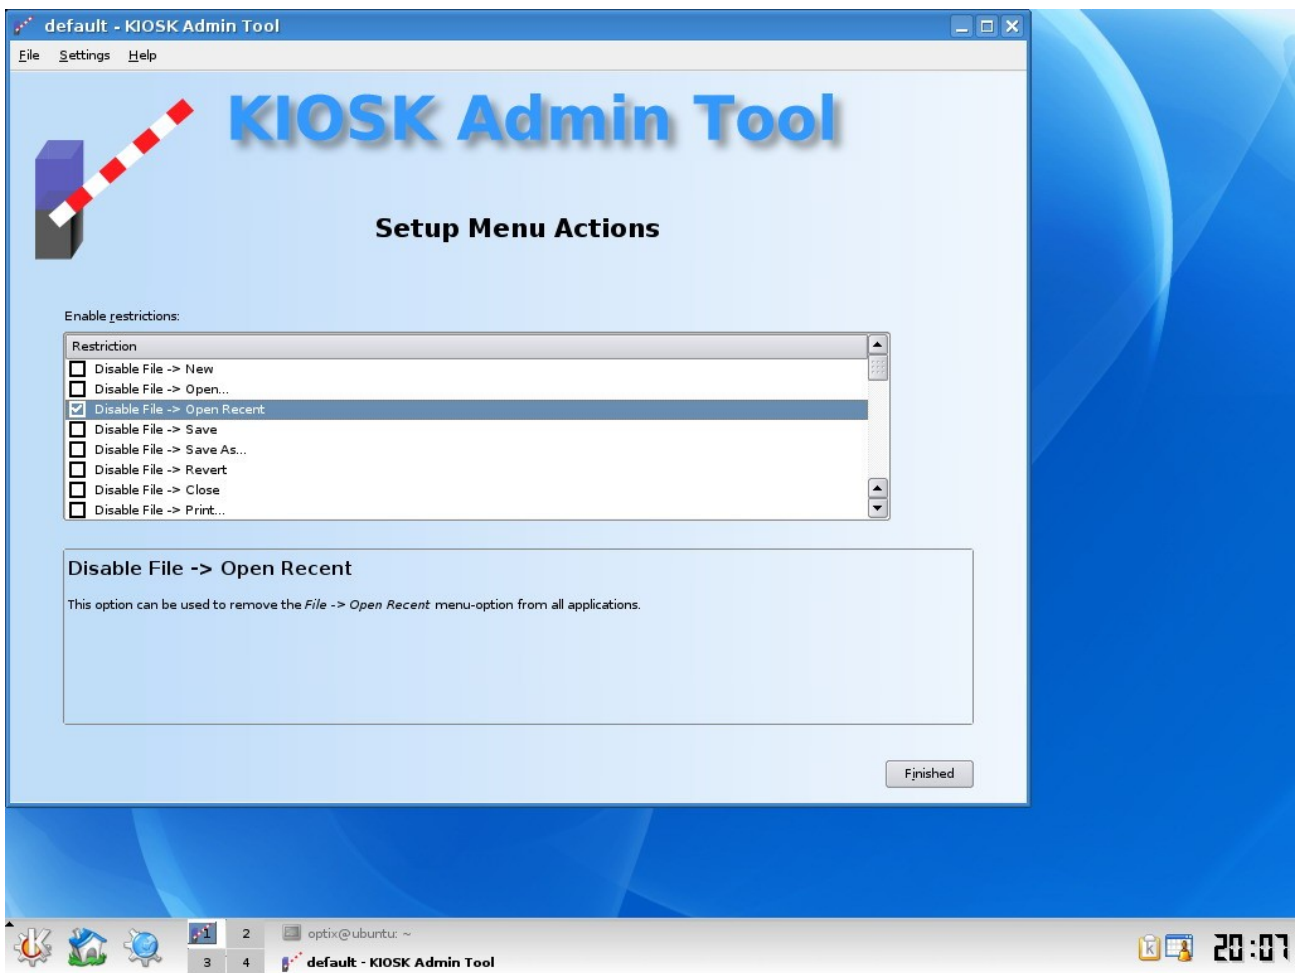 default - KIOSK Admin Tool
File Settings Help
KIOSK Admin Tool
Setup Menu Actions
Enable restrictions:
Restriction
Disable File -> New
Disable File -> Open...
Disable File -> Open Recent
Disable File -> Save
Disable File -> Save As...
Disable File -> Revert
Disable File -> Close
Disable File -> Print...
Disable File -> Open Recent
This option can be used to remove the File -> Open Recent menu-option from all applications.
Finished
1 2
optix@ubuntu: ~
3 4
default - KIOSK Admin Tool
20:07